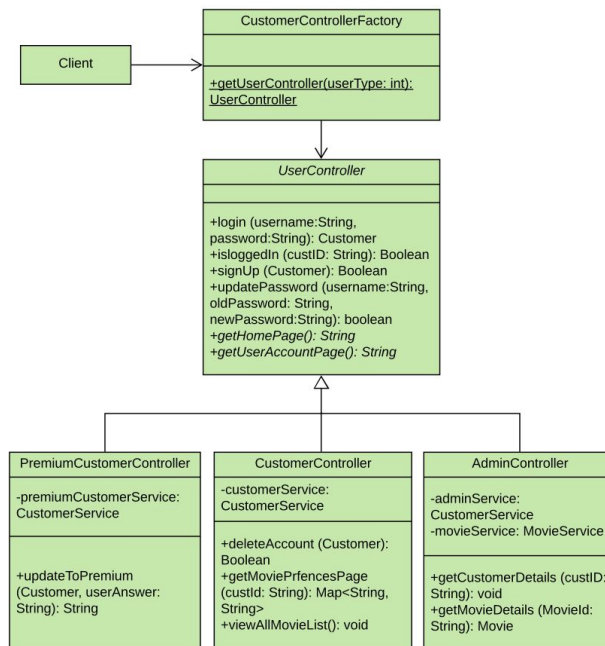 CustomerControllerFactory
Client
+getUserController(userType: int):
UserController
UserController
+login (username:String,
password:String): Customer
+isloggedIn (custID: String): Boolean
+signUp (Customer): Boolean
+updatePassword (username:String,
oldPassword: String,
newPassword:String): boolean
+getHomePage(): String
+getUserAccountPage(): String
PremiumCustomerController
-premiumCustomerService:
CustomerService
+updateToPremium
(Customer, userAnswer:
String): String
CustomerController
-customerService:
CustomerService
+deleteAccount (Customer):
Boolean
+getMoviePrfencesPage
(custId: String): Map<String,
String>
+viewAllMovieList(): void
AdminController
-adminService:
CustomerService
-movieService: MovieService
+getCustomerDetails (custID:
String): void
+getMovieDetails (MovieId:
String): Movie